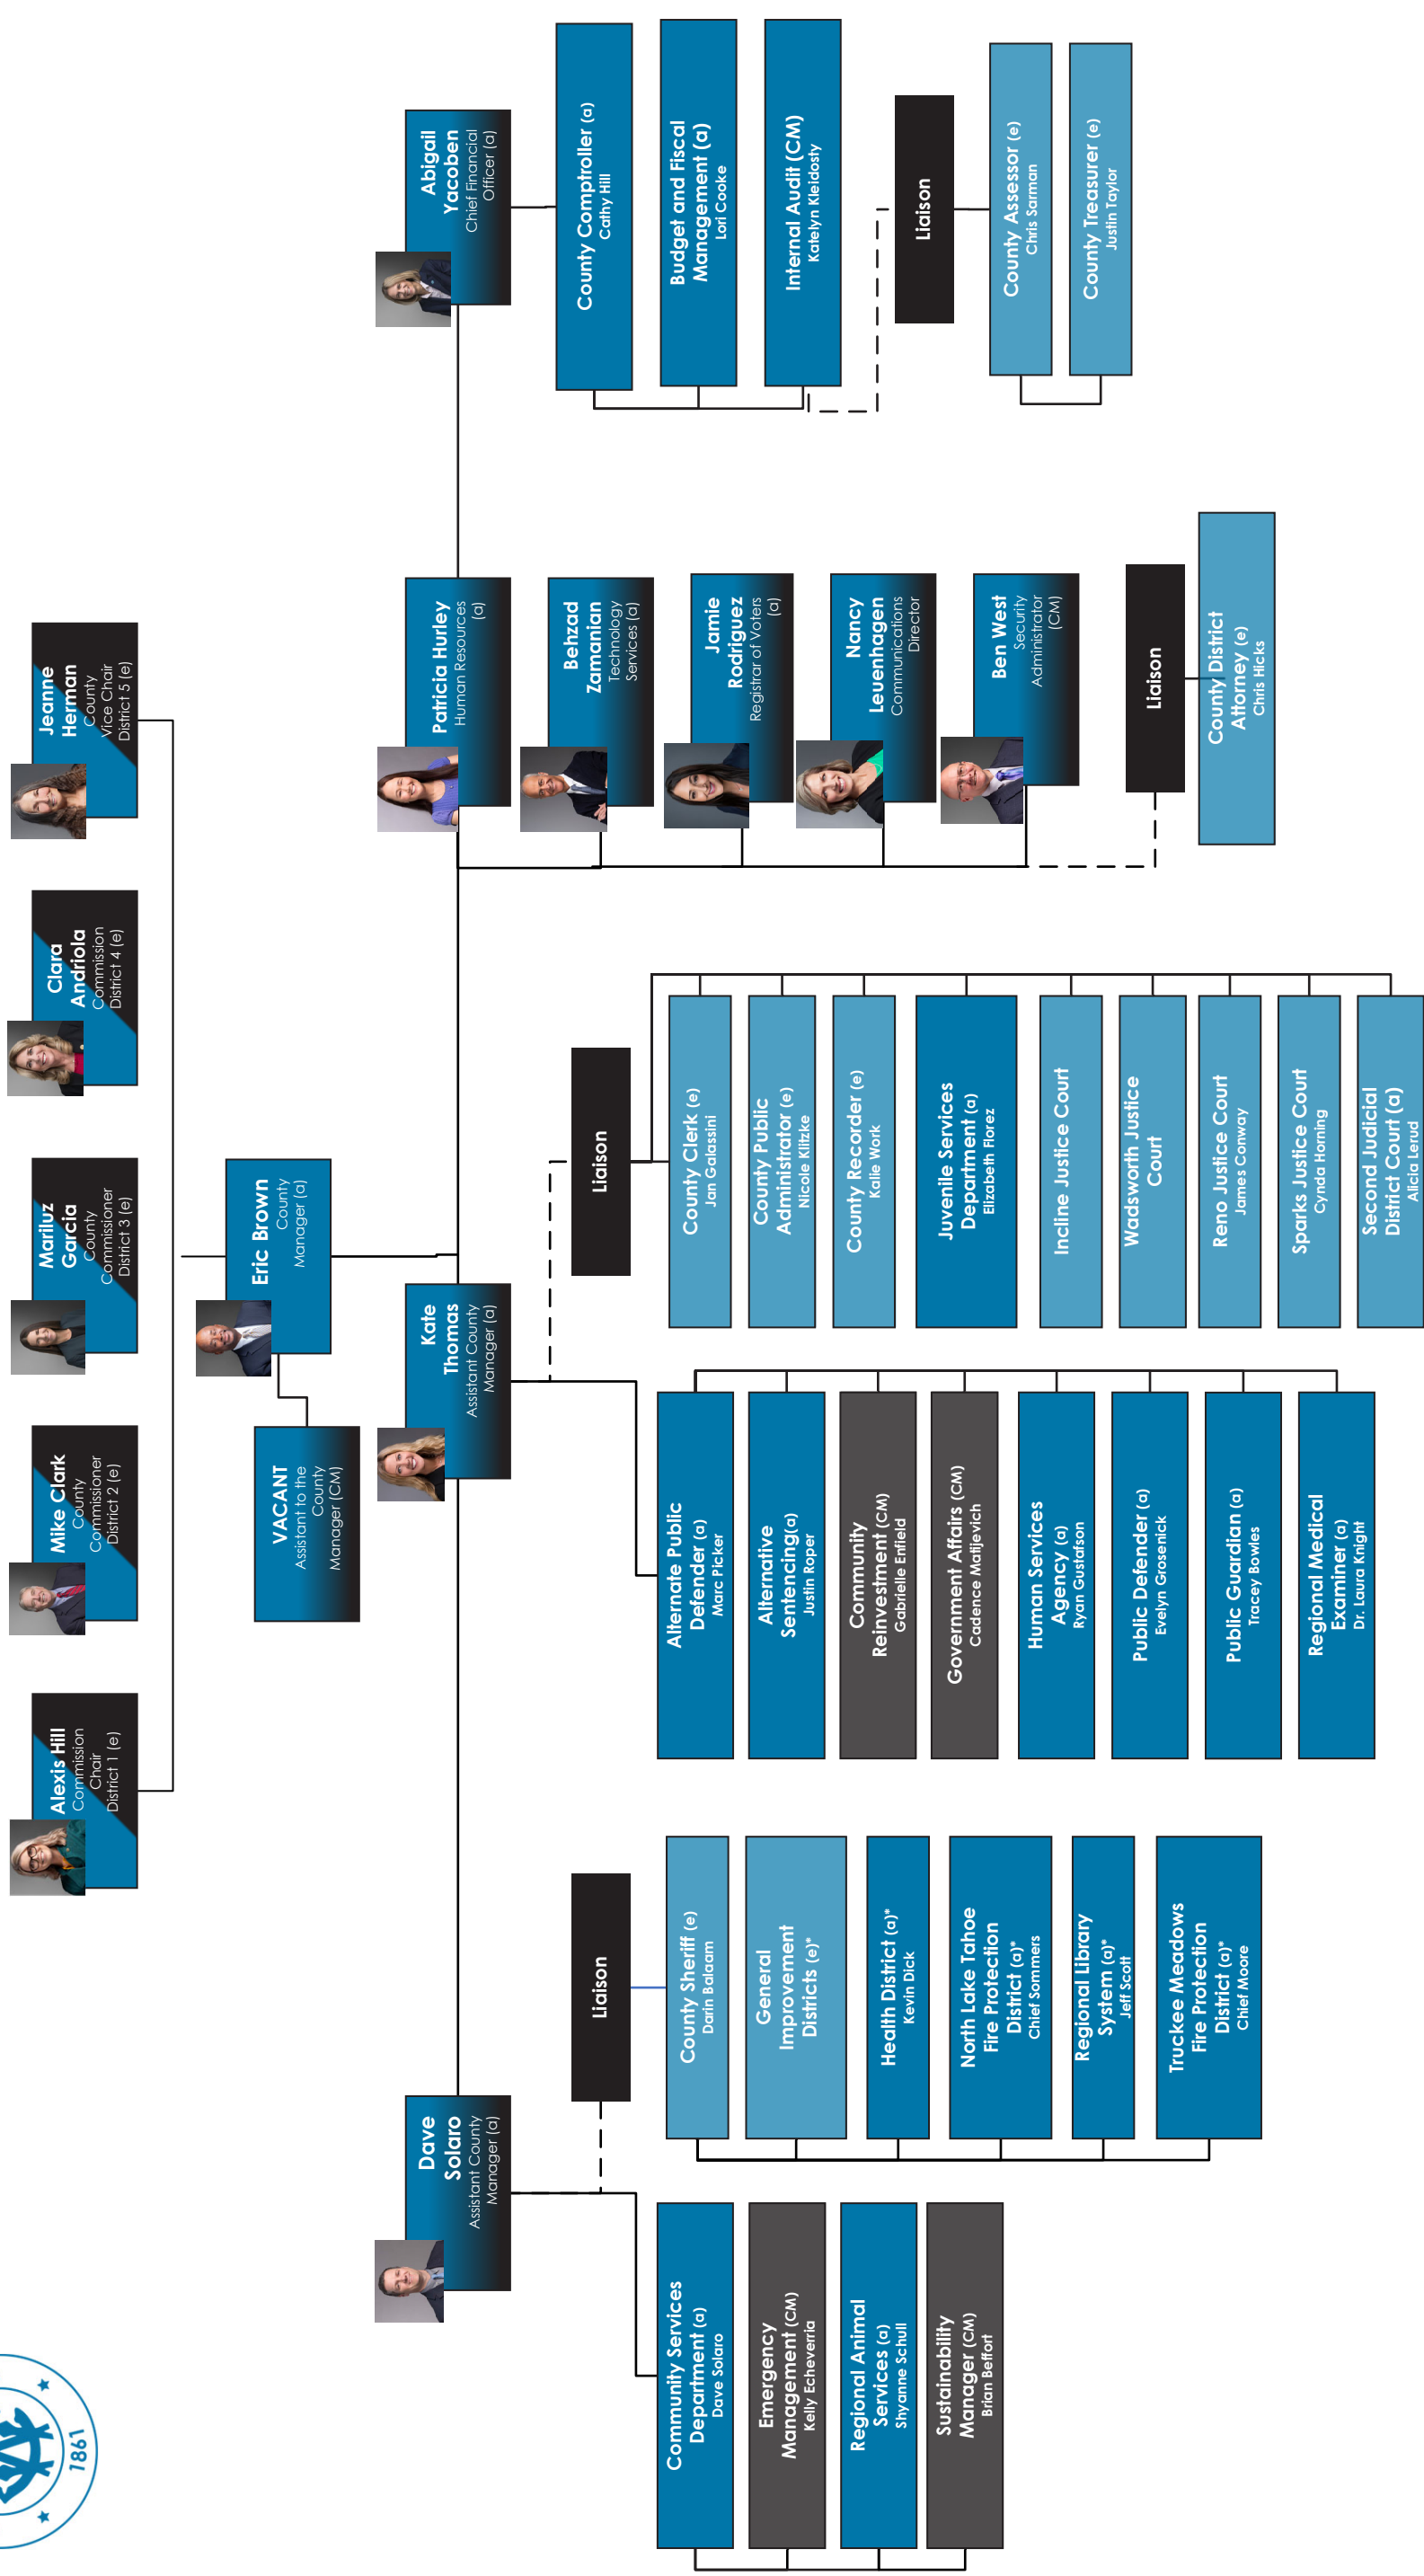 1861
Alexis Hill
Commission
Chair
District 1 (e)
Mike Clark
County
Commissioner
District 2 (e)
Mariluz
Garcia
County
Commissioner
District 3 (e)
Clara
Andriola
Commission
District 4 (e)
Jeanne
Herman
County
Vice Chair
District 5 (e)
Eric Brown
County
Manager (a)
VACANT
Assistant to the
County
Manager (CM)
Dave
Solaro
Assistant County
Manager (a)
Kate
Thomas
Assistant County
Manager (a)
Patricia Hurley
Human Resources
(a)
Abigail
Yacoben
Chief Financial
Officer (a)
Community Services
Department (a)
Dave Solaro
Emergency
Management (CM)
Kelly Echeverria
Regional Animal
Services (a)
Shyanne Schull
Sustainability
Manager (CM)
Brian Beffort
Liaison
County Sheriff (e)
Darin Balaam
General
Improvement
Districts (e)*
Health District (a)*
Kevin Dick
North Lake Tahoe
Fire Protection
District (a)*
Chief Sommers
Regional Library
System (a)*
Jeff Scott
Truckee Meadows
Fire Protection
District (a)*
Chief Moore
Alternate Public
Defender (a)
Marc Picker
Alternative
Sentencing(a)
Justin Roper
Community
Reinvestment (CM)
Gabrielle Enfield
Government Affairs (CM)
Cadence Matijevich
Human Services
Agency (a)
Ryan Gustafson
Public Defender (a)
Evelyn Grosenick
Public Guardian (a)
Tracey Bowles
Regional Medical
Examiner (a)
Dr. Laura Knight
Liaison
County Clerk (e)
Jan Galassini
County Public
Administrator (e)
Nicole Klitzke
County Recorder (e)
Kalie Work
Juvenile Services
Department (a)
Elizabeth Florez
Incline Justice Court
Wadsworth Justice
Court
Reno Justice Court
James Conway
Sparks Justice Court
Cynda Horning
Second Judicial
District Court (a)
Alicia Lerud
Behzad
Zamanian
Technology
Services (a)
Jamie
Rodriguez
Registrar of Voters
(a)
Nancy
Leuenhagen
Communications
Director
Ben West
Security
Administrator
(CM)
Liaison
County District
Attorney (e)
Chris Hicks
County Comptroller (a)
Cathy Hill
Budget and Fiscal
Management (a)
Lori Cooke
Internal Audit (CM)
Katelyn Kleidosty
Liaison
County Assessor (e)
Chris Sarman
County Treasurer (e)
Justin Taylor